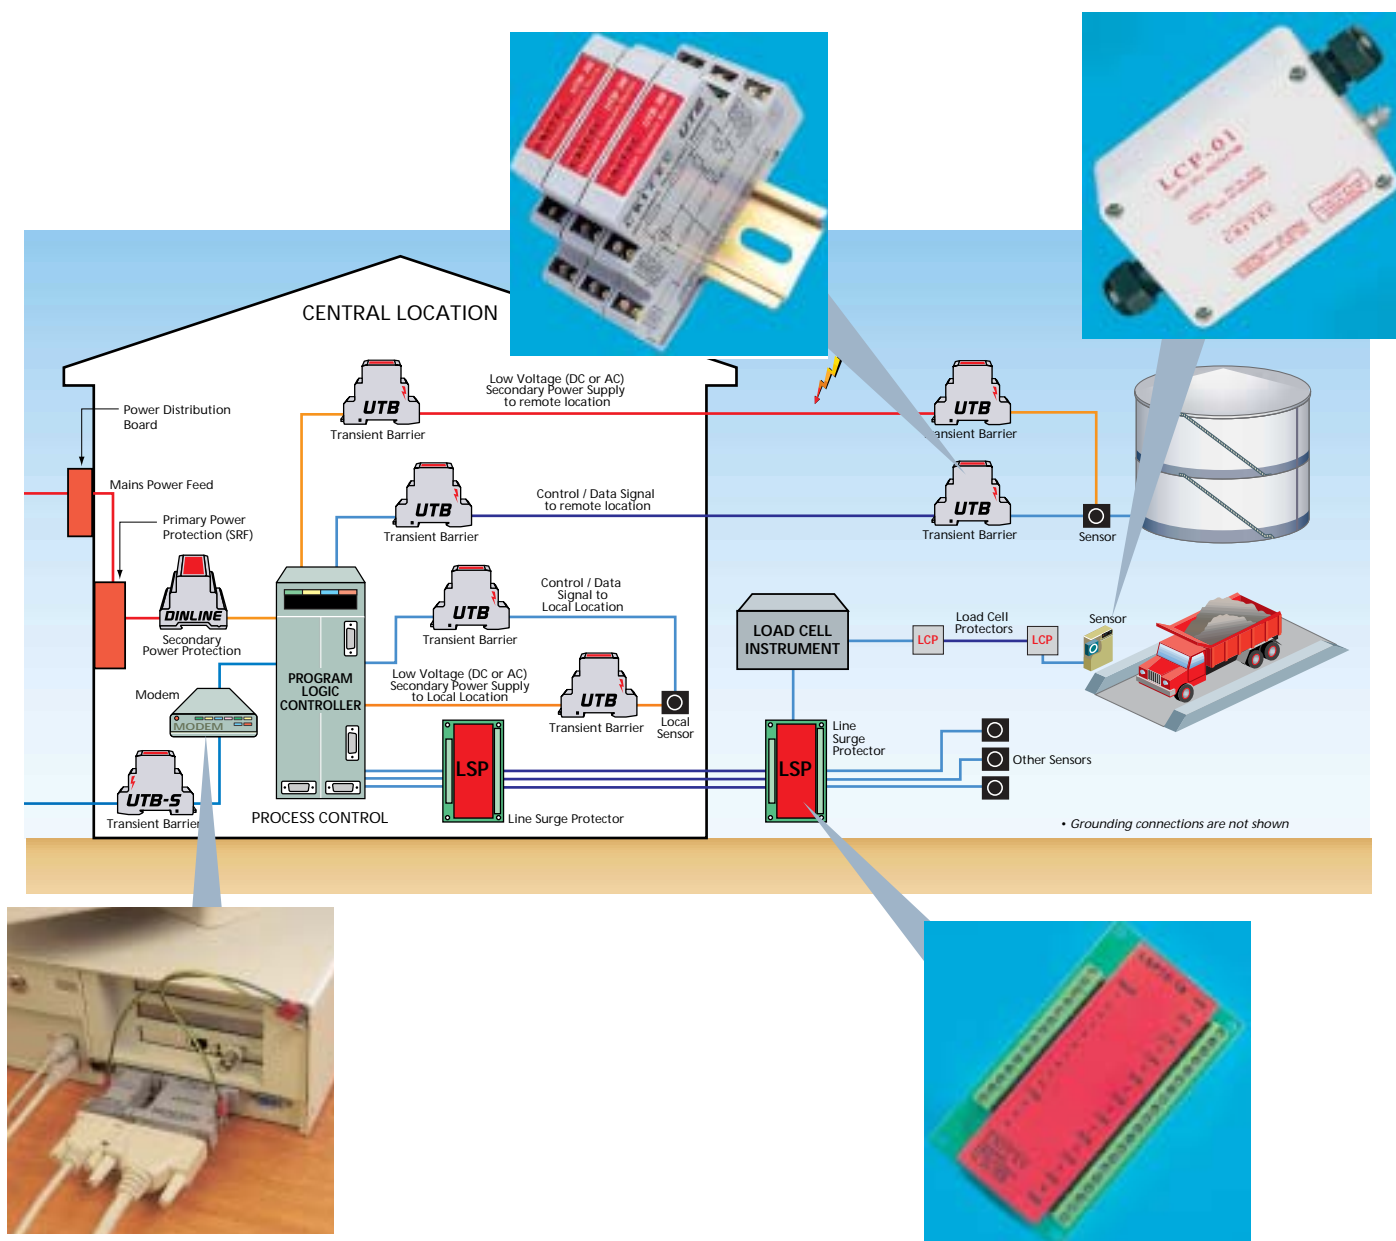 UTB
LCP-01
CRITEC
CENTRAL LOCATION
Low Voltage (DC or AC)
Secondary Power Supply
to remote location
UTB
Transient Barrier
UTB
Transient Barrier
Power Distribution
Board
Mains Power Feed
Control / Data Signal
to remote location
UTB
Transient Barrier
UTB
Transient Barrier
Sensor
Primary Power
Protection (SRF)
DINLINE
Secondary
Power Protection
Control / Data
Signal to
Local Location
UTB
Transient Barrier
LOAD CELL
INSTRUMENT
LCP
Load Cell
Protectors
LCP
Sensor
PROGRAM
LOGIC
CONTROLLER
Low Voltage (DC or AC)
Secondary Power Supply
to Local Location
UTB
Transient Barrier
Local
Sensor
Modem
MODEM
LSP
Line
Surge
Protector
LSP
Other Sensors
UTB-S
Transient Barrier
PROCESS CONTROL
Line Surge Protector
• Grounding connections are not shown